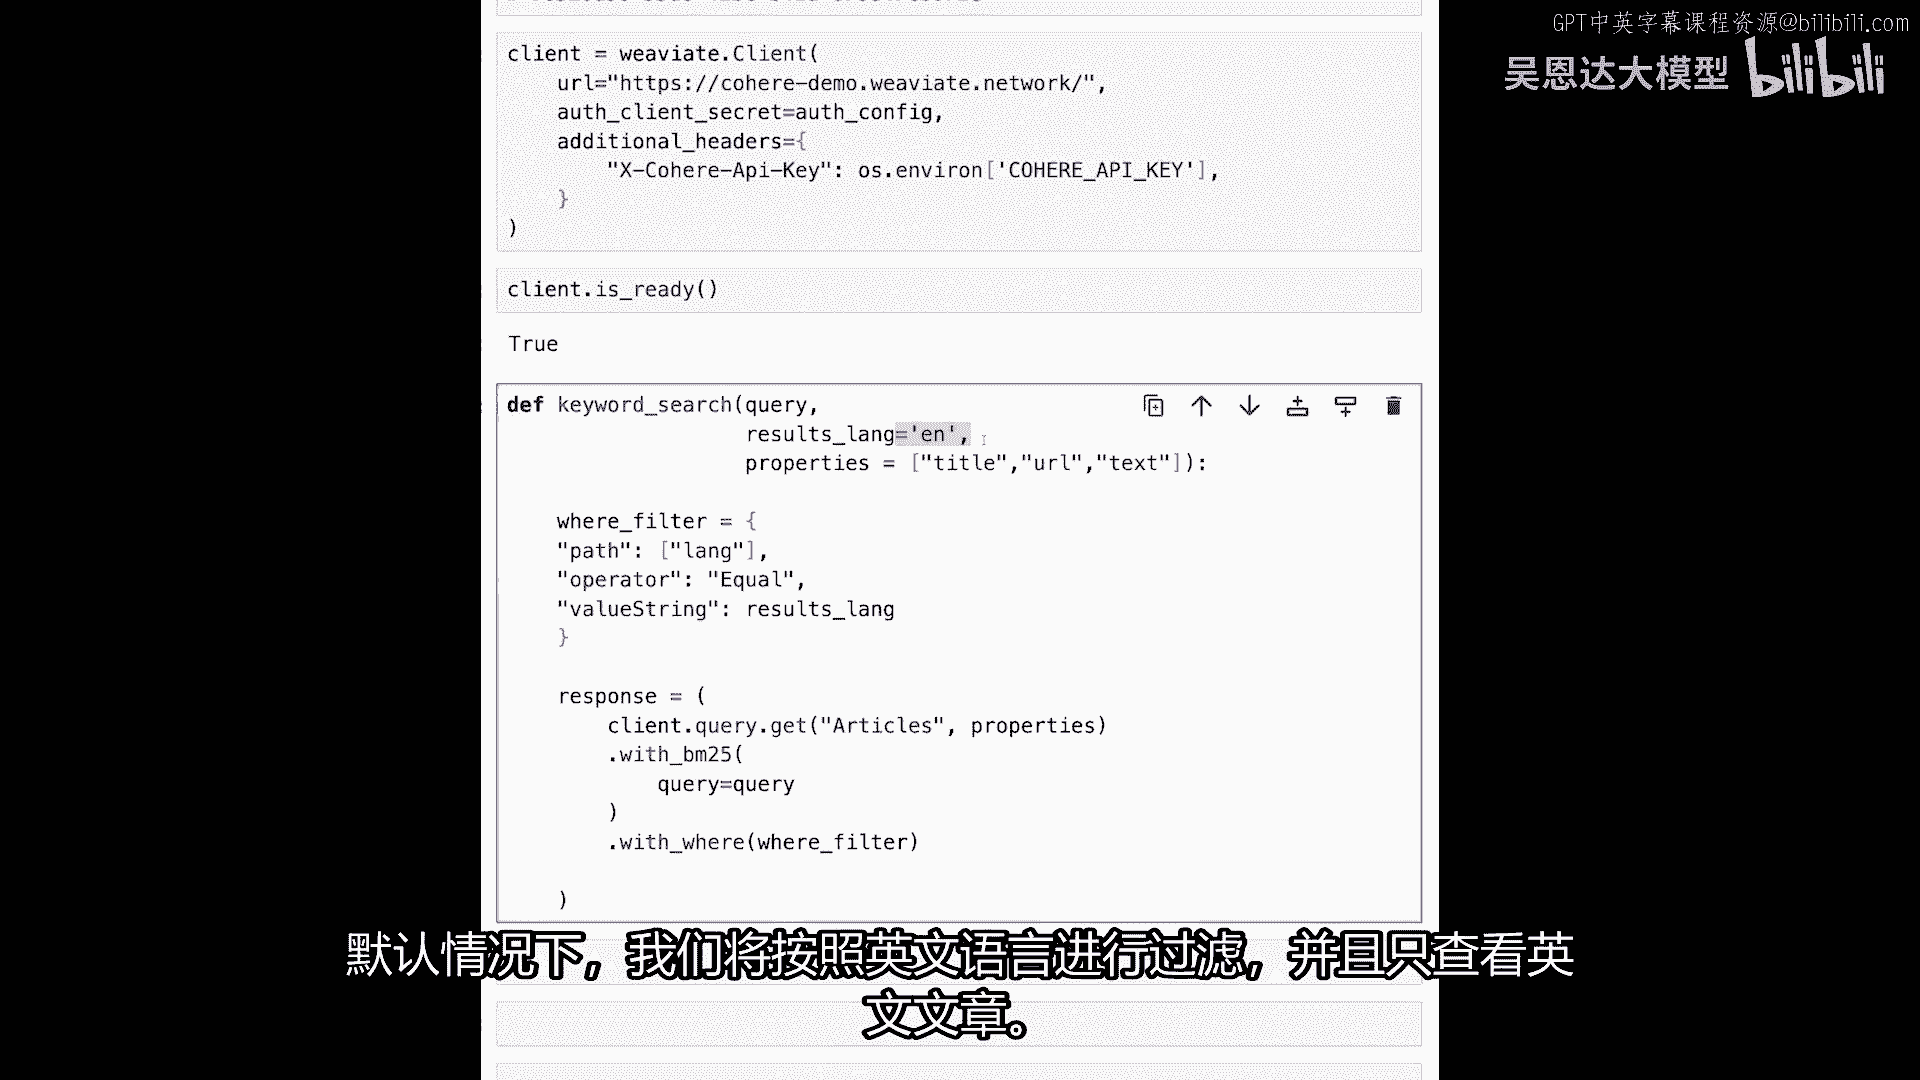 GPT中英字幕课程资源@bilibili.com
吴恩达大模型 bilibili
client = weaviate.Client(
    url="https://cohere-demo.weaviate.network/",
    auth_client_secret=auth_config,
    additional_headers={
        "X-Cohere-Api-Key": os.environ['COHERE_API_KEY'],
    }
)
client.is_ready()
True
def keyword_search(query,
                   results_lang='en',
                   properties = ["title","url","text"]):
    where_filter = {
    "path": ["lang"],
    "operator": "Equal",
    "valueString": results_lang
    }
    response = (
        client.query.get("Articles", properties)
        .with_bm25(
            query=query
        )
        .with_where(where_filter)
    )
默认情况下，我们将按照英文语言进行过滤，并且只查看英
文文章。